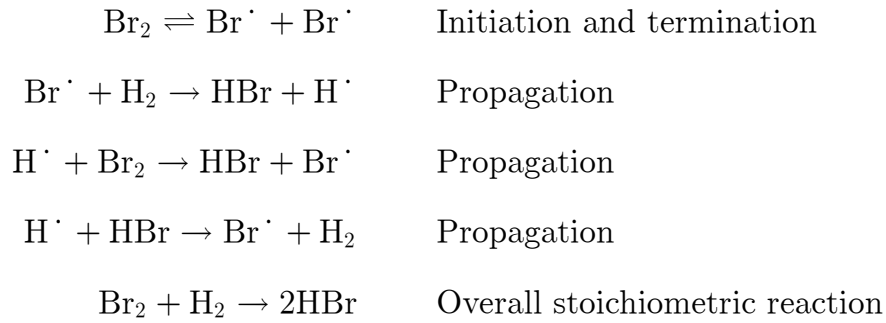 Br₂ ⇌ Br˙ + Br˙ Initiation and termination
Br˙ + H₂ → HBr + H˙ Propagation
H˙ + Br₂ → HBr + Br˙ Propagation
H˙ + HBr → Br˙ + H₂ Propagation
Br₂ + H₂ → 2HBr Overall stoichiometric reaction